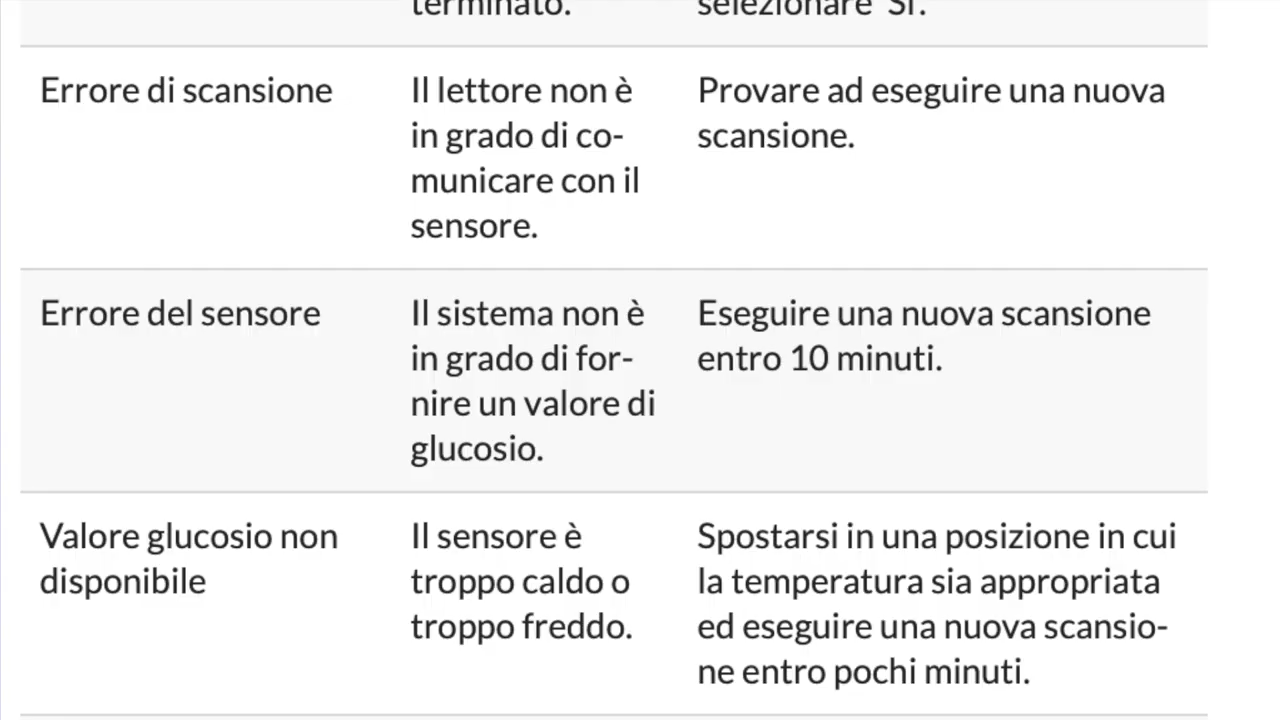 terminato.
selezionare "Sì".
Errore di scansione
Il lettore non è
in grado di co-
municare con il
sensore.
Provare ad eseguire una nuova
scansione.
Errore del sensore
Il sistema non è
in grado di for-
nire un valore di
glucosio.
Eseguire una nuova scansione
entro 10 minuti.
Valore glucosio non
disponibile
Il sensore è
troppo caldo o
troppo freddo.
Spostarsi in una posizione in cui
la temperatura sia appropriata
ed eseguire una nuova scansio-
ne entro pochi minuti.